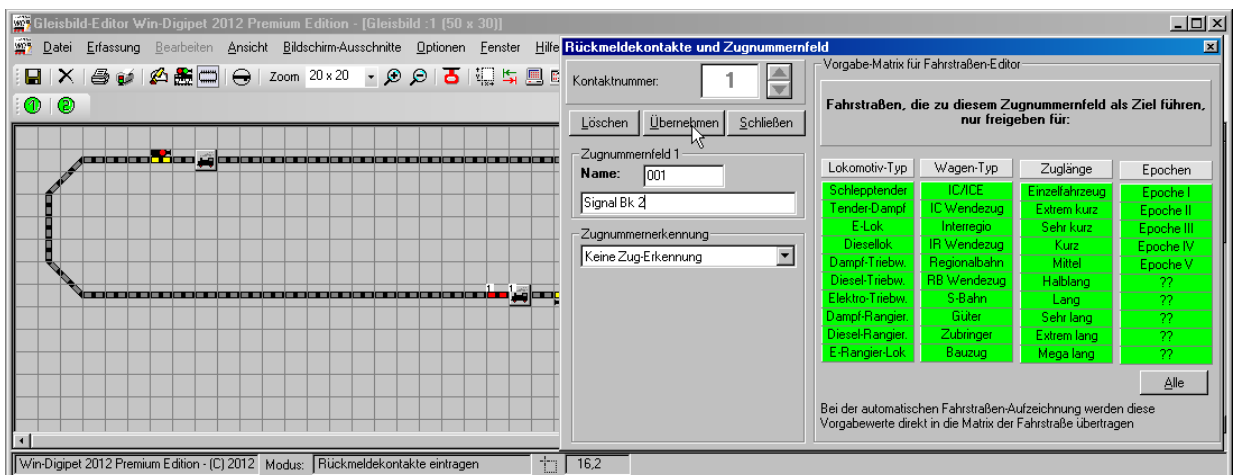 Gleisbild-Editor Win-Digipet 2012 Premium Edition - [Gleisbild :1 (50 x 30)]
Datei Erfassung Bearbeiten Ansicht Bildschirm-Ausschnitte Optionen Fenster Hilfe
Zoom 20 x 20
1 2
1 1
Rückmeldekontakte und Zugnummernfeld
Kontaktnummer: 1
Löschen Übernehmen Schließen
Zugnummernfeld 1
Name: 001
Signal Bk 2
Zugnummernerkennung
Keine Zug-Erkennung
Vorgabe-Matrix für Fahrstraßen-Editor
Fahrstraßen, die zu diesem Zugnummernfeld als Ziel führen,
nur freigeben für:
Lokomotiv-Typ Wagen-Typ Zuglänge Epochen
Schlepptender IC/ICE Einzelfahrzeug Epoche I
Tender-Dampf IC Wendezug Extrem kurz Epoche II
E-Lok Interregio Sehr kurz Epoche III
Diesellok IR Wendezug Kurz Epoche IV
Dampf-Triebw. Regionalbahn Mittel Epoche V
Diesel-Triebw. RB Wendezug Halblang ??
Elektro-Triebw. S-Bahn Lang ??
Dampf-Rangier. Güter Sehr lang ??
Diesel-Rangier. Zubringer Extrem lang ??
E-Rangier-Lok Bauzug Mega lang ??
Alle
Bei der automatischen Fahrstraßen-Aufzeichnung werden diese
Vorgabewerte direkt in die Matrix der Fahrstraße übertragen
Win-Digipet 2012 Premium Edition - (C) 2012 Modus: Rückmeldekontakte eintragen 16,2